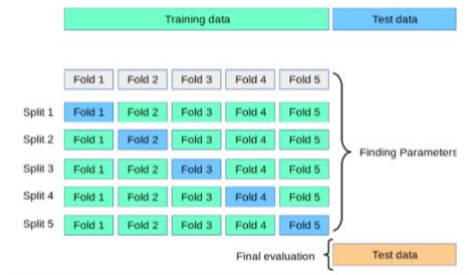 Training data Test data
Fold 1 Fold 2 Fold 3 Fold 4 Fold 5
Split 1 Fold 1 Fold 2 Fold 3 Fold 4 Fold 5
Split 2 Fold 1 Fold 2 Fold 3 Fold 4 Fold 5
Finding Parameters
Split 3 Fold 1 Fold 2 Fold 3 Fold 4 Fold 5
Split 4 Fold 1 Fold 2 Fold 3 Fold 4 Fold 5
Split 5 Fold 1 Fold 2 Fold 3 Fold 4 Fold 5
Final evaluation Test data